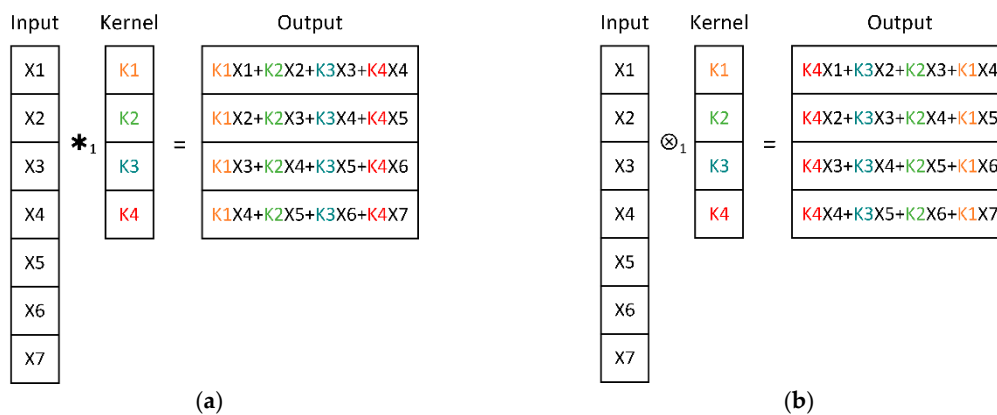 Input Kernel Output
X1 K1 K1X1+K2X2+K3X3+K4X4
X2 K2 K1X2+K2X3+K3X4+K4X5
✱₁ =
X3 K3 K1X3+K2X4+K3X5+K4X6
X4 K4 K1X4+K2X5+K3X6+K4X7
X5
X6
X7
(a)
Input Kernel Output
X1 K1 K4X1+K3X2+K2X3+K1X4
X2 K2 K4X2+K3X3+K2X4+K1X5
⊗₁ =
X3 K3 K4X3+K3X4+K2X5+K1X6
X4 K4 K4X4+K3X5+K2X6+K1X7
X5
X6
X7
(b)